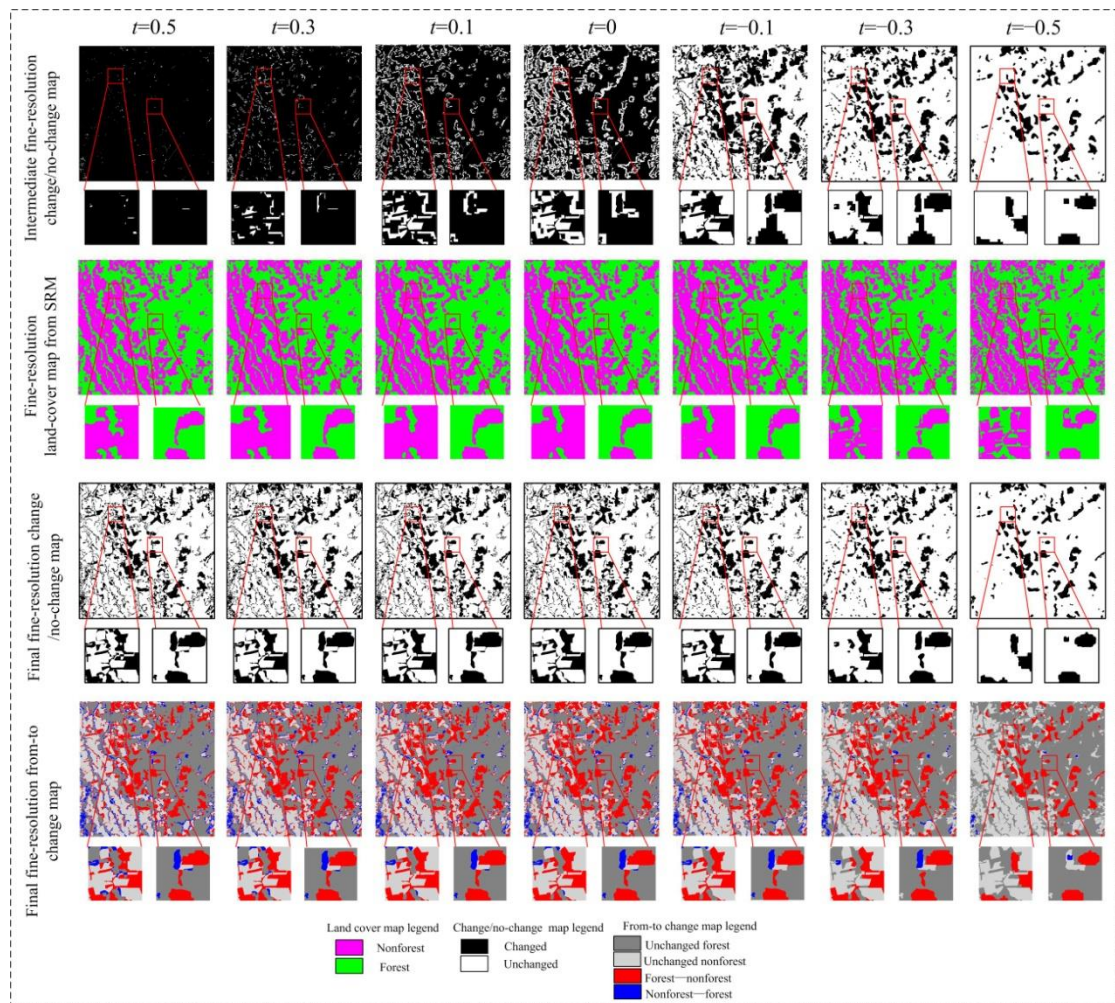 t=0.5 t=0.3 t=0.1 t=0 t=−0.1 t=−0.3 t=−0.5
Intermediate fine-resolution
change/no-change map
Fine-resolution
land-cover map from SRM
Final fine-resolution change
/no-change map
Final fine-resolution from-to
change map
Land cover map legend
Nonforest
Forest
Change/no-change map legend
Changed
Unchanged
From-to change map legend
Unchanged forest
Unchanged nonforest
Forest—nonforest
Nonforest—forest